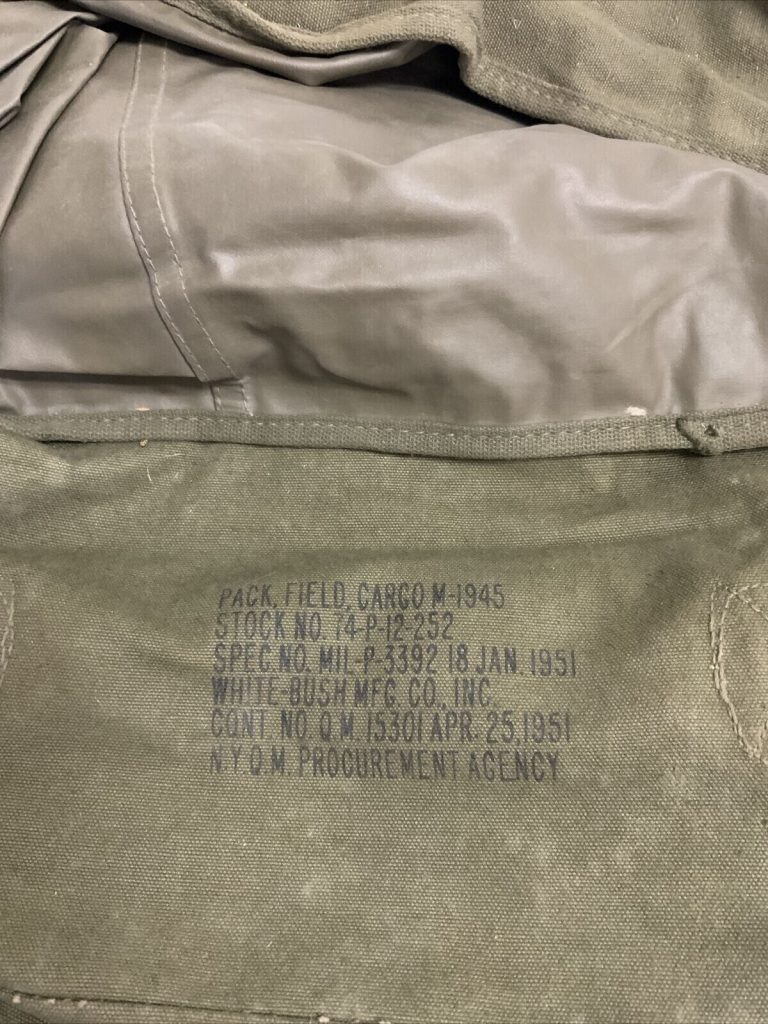 PACK, FIELD, CARGO M-1945
STOCK NO. 74-P-12-252
SPEC. NO. MIL-P-3392 18 JAN. 1951
WHITE-BUSH MFG. CO., INC.
CONT. NO. Q.M. 15301 APR. 25, 1951
N.Y.Q.M. PROCUREMENT AGENCY